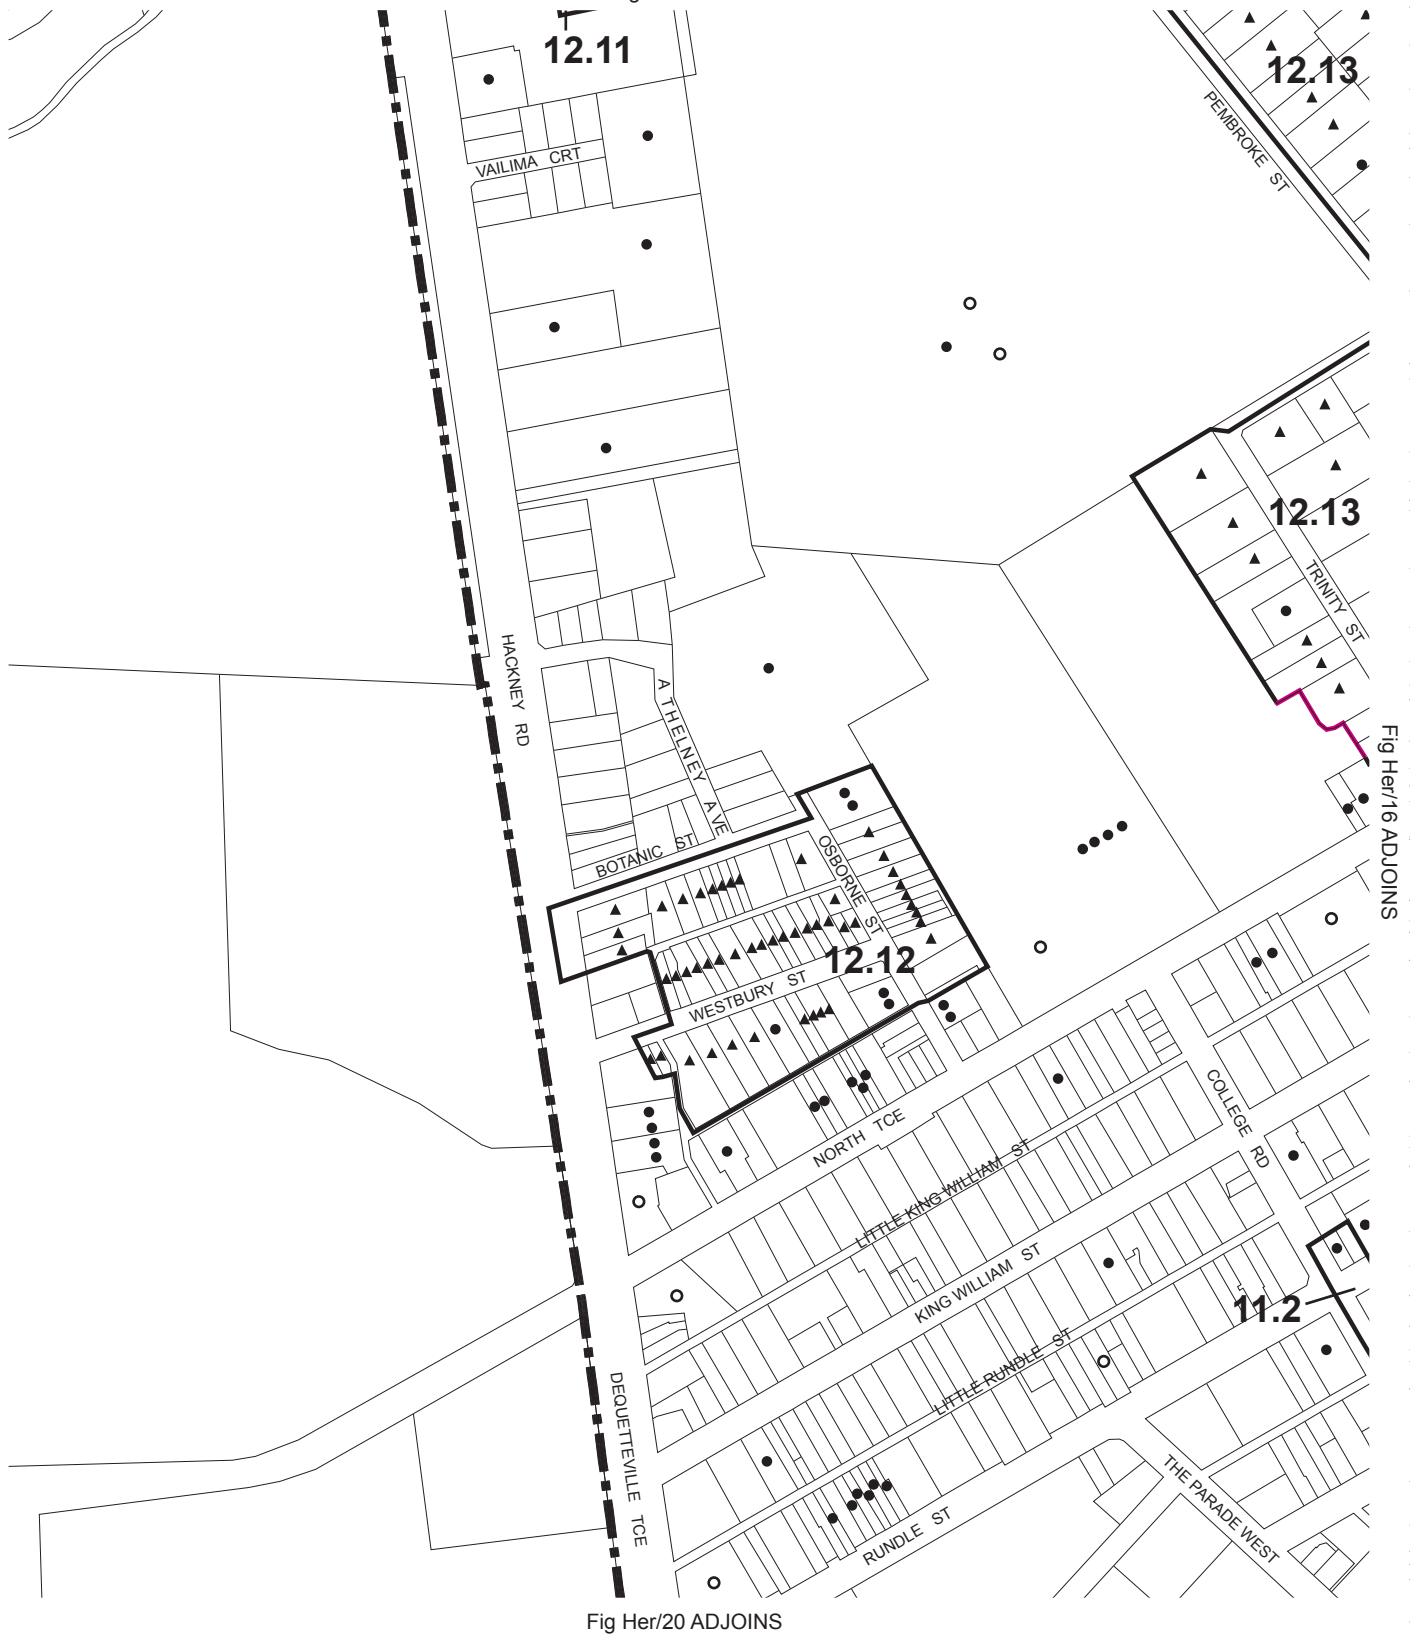 12.11
12.13
PEMBROKE ST
VAILIMA CRT
12.13
TRINITY ST
HACKNEY RD
A THELNEY A VE
Fig Her/16 ADJOINS
BOTANIC ST
OSBORNE ST
12.12
WESTBURY ST
NORTH TCE
COLLEGE RD
LITTLE KING WILLIAM ST
KING WILLIAM ST
11.2
LITTLE RUNDLE ST
DEQUETTEVILLE TCE
THE PARADE WEST
RUNDLE ST
Fig Her/20 ADJOINS